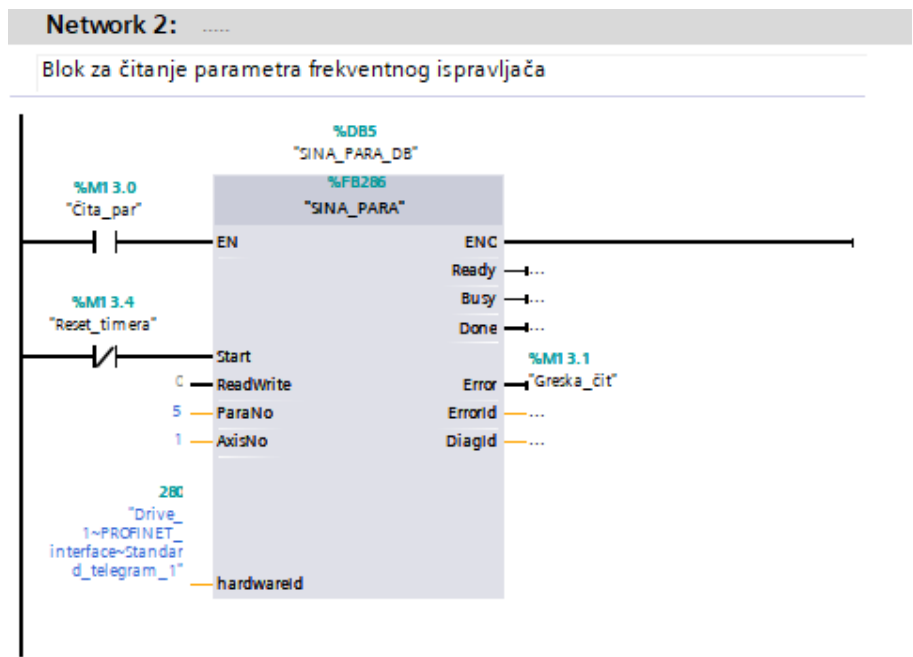 Network 2: .....
Blok za čitanje parametra frekventnog ispravljača
%DB5
"SINA_PARA_DB"
%FB286
"SINA_PARA"
%M13.0
"Čita_par"
EN
ENO
Ready ...
Busy ...
Done ...
%M13.4
"Reset_timera"
Start
%M13.1
0 ReadWrite
Error "Greska_čit"
5 ParaNo
ErrorId ...
1 AxisNo
DiagId ...
280
"Drive_
1~PROFINET_
interface~Standar
d_telegram_1"
hardwareId